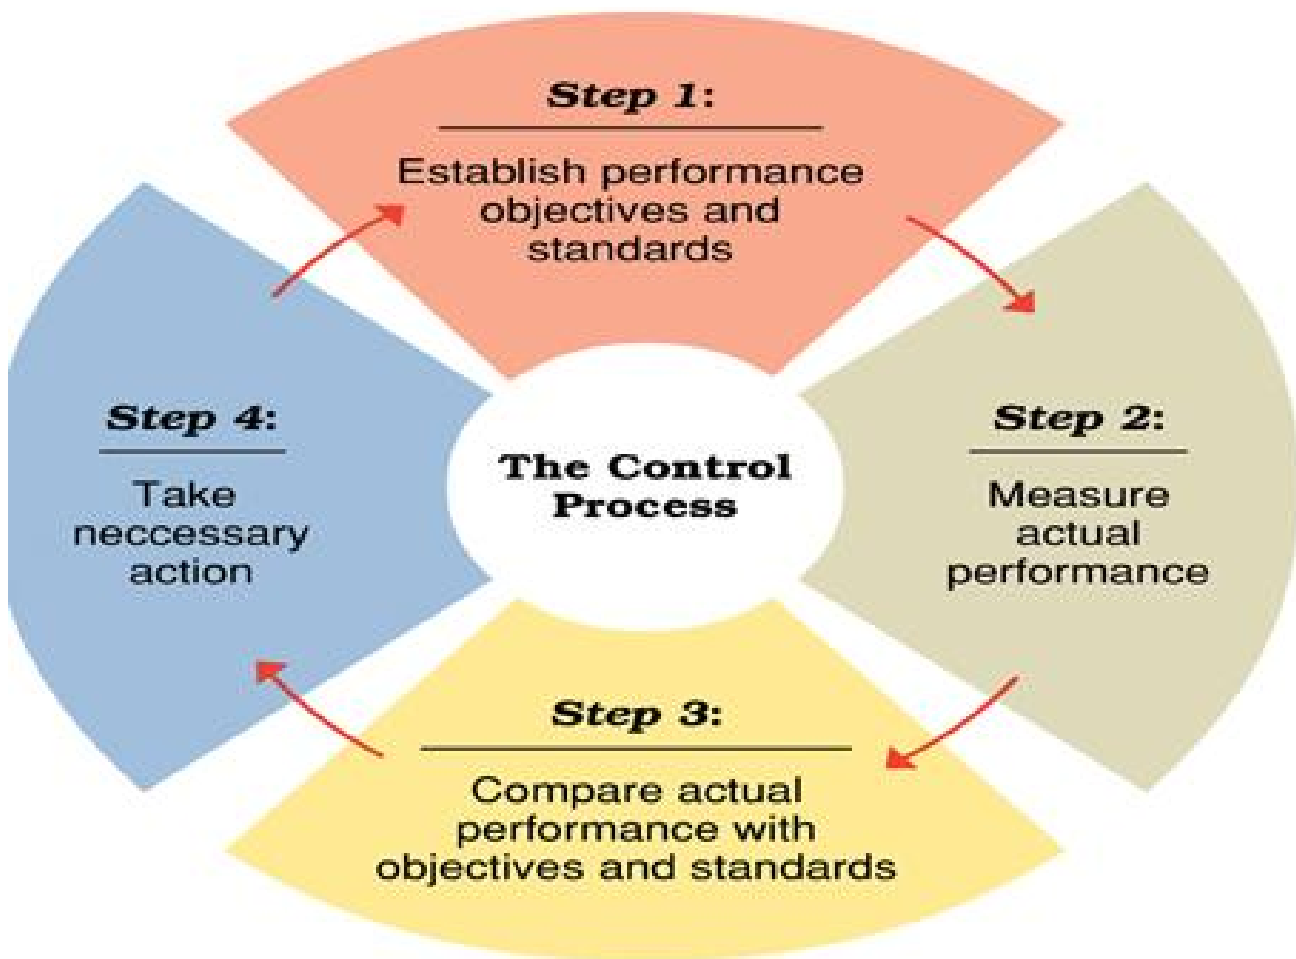 Step 1:
Establish performance
objectives and
standards
Step 2:
Measure
actual
performance
Step 3:
Compare actual
performance with
objectives and standards
Step 4:
Take
neccessary
action
The Control
Process